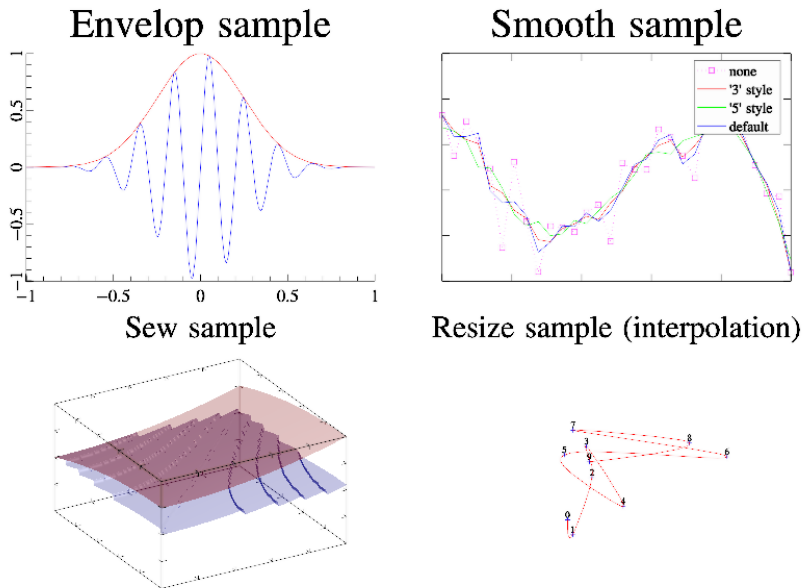 Envelop sample
Smooth sample
1
0.5
0
−0.5
−1
−1
−0.5
0
0.5
1
none
'3' style
'5' style
default
Sew sample
Resize sample (interpolation)
7
3
8
5
9
6
2
4
0
1